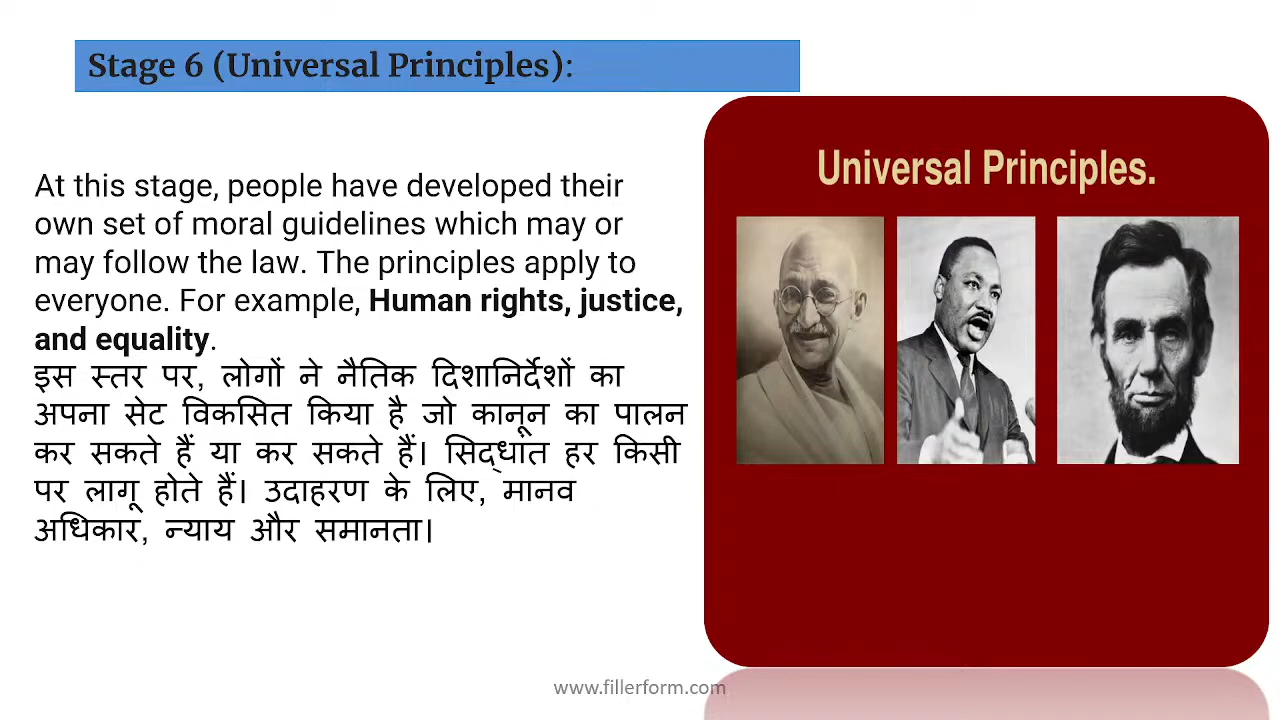 Stage 6 (Universal Principles):
At this stage, people have developed their
own set of moral guidelines which may or
may follow the law. The principles apply to
everyone. For example, Human rights, justice,
and equality.
इस स्तर पर, लोगों ने नैतिक दिशानिर्देशों का
अपना सेट विकसित किया है जो कानून का पालन
कर सकते हैं या कर सकते हैं। सिद्धांत हर किसी
पर लागू होते हैं। उदाहरण के लिए, मानव
अधिकार, न्याय और समानता।
Universal Principles.
www.fillerform.com